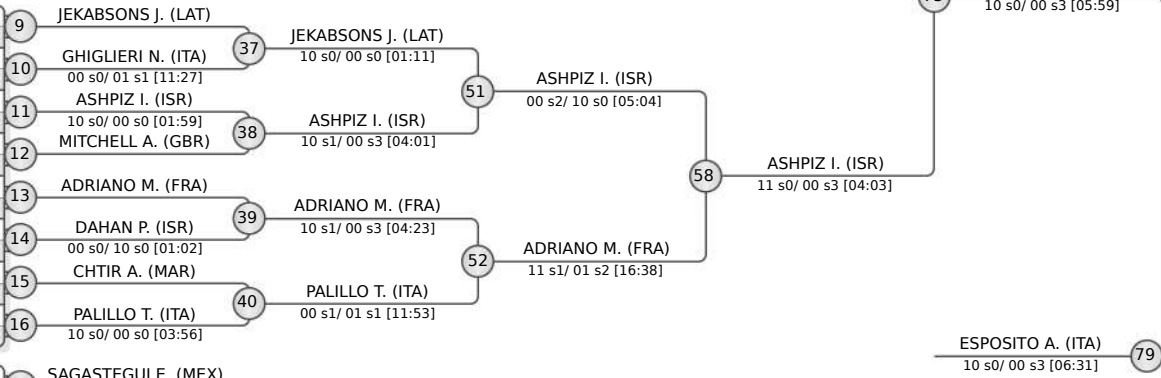 10 s0/ 00 s3 [05:59]
9
JEKABSONS J. (LAT)
37
JEKABSONS J. (LAT)
10 s0/ 00 s0 [01:11]
10
GHIGLIERI N. (ITA)
00 s0/ 01 s1 [11:27]
51
ASHPIZ I. (ISR)
00 s2/ 10 s0 [05:04]
11
ASHPIZ I. (ISR)
10 s0/ 00 s0 [01:59]
38
ASHPIZ I. (ISR)
10 s1/ 00 s3 [04:01]
12
MITCHELL A. (GBR)
58
ASHPIZ I. (ISR)
11 s0/ 00 s3 [04:03]
13
ADRIANO M. (FRA)
39
ADRIANO M. (FRA)
10 s1/ 00 s3 [04:23]
14
DAHAN P. (ISR)
00 s0/ 10 s0 [01:02]
52
ADRIANO M. (FRA)
11 s1/ 01 s2 [16:38]
15
CHTIR A. (MAR)
40
PALILLO T. (ITA)
00 s1/ 01 s1 [11:53]
16
PALILLO T. (ITA)
10 s0/ 00 s0 [03:56]
ESPOSITO A. (ITA)
10 s0/ 00 s3 [06:31]
79
(MEX)